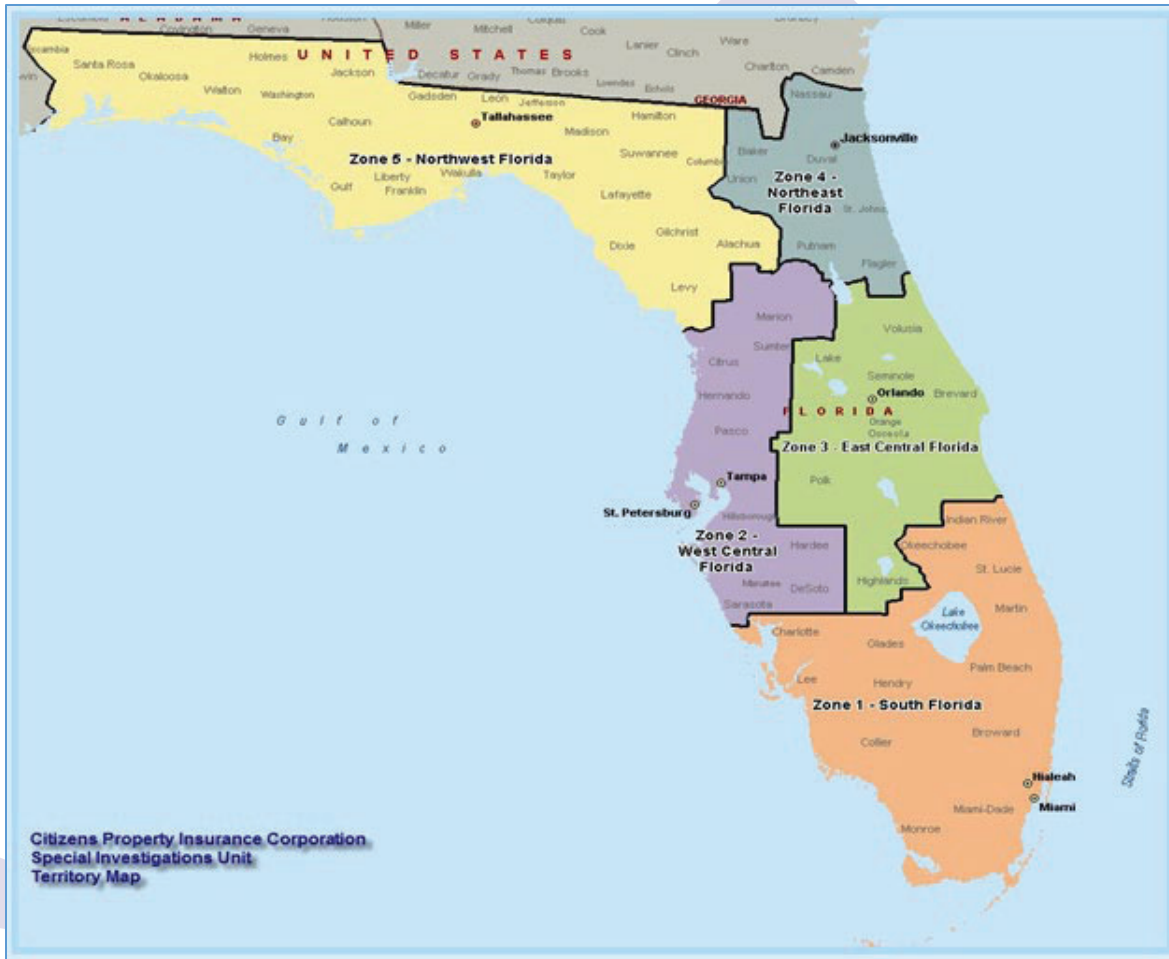 ALABAMA
Escambia
Covington
Geneva
Houston
Miller
Mitchell
Colquitt
Cook
Brantley
Lanier
Clinch
Ware
Charlton
Camden
UNITED STATES
Santa Rosa
Okaloosa
Walton
Holmes
Washington
Jackson
Decatur
Grady
Thomas
Brooks
Lowndes
Echols
GEORGIA
Nassau
Gadsden
Leon
Jefferson
Hamilton
Tallahassee
Madison
Calhoun
Bay
Suwannee
Columbia
Baker
Duval
Jacksonville
Zone 5 - Northwest Florida
Liberty
Wakulla
Gulf
Franklin
Taylor
Lafayette
Union
Zone 4 -
Northeast
Florida
St. Johns
Gilchrist
Dixie
Alachua
Putnam
Flagler
Levy
Marion
Volusia
Sumter
Lake
Citrus
Seminole
Hernando
Orlando
Brevard
FLORIDA
Orange
Osceola
Pasco
Zone 3 - East Central Florida
Gulf of
Mexico
Tampa
Polk
St. Petersburg
Hillsborough
Indian River
Zone 2 -
West Central
Florida
Hardee
Okeechobee
St. Lucie
Manatee
DeSoto
Highlands
Sarasota
Martin
Lake
Okeechobee
Charlotte
Glades
Palm Beach
Lee
Hendry
Zone 1 - South Florida
Broward
Collier
Straits of Florida
Hialeah
Miami
Miami-Dade
Monroe
Citizens Property Insurance Corporation
Special Investigations Unit
Territory Map